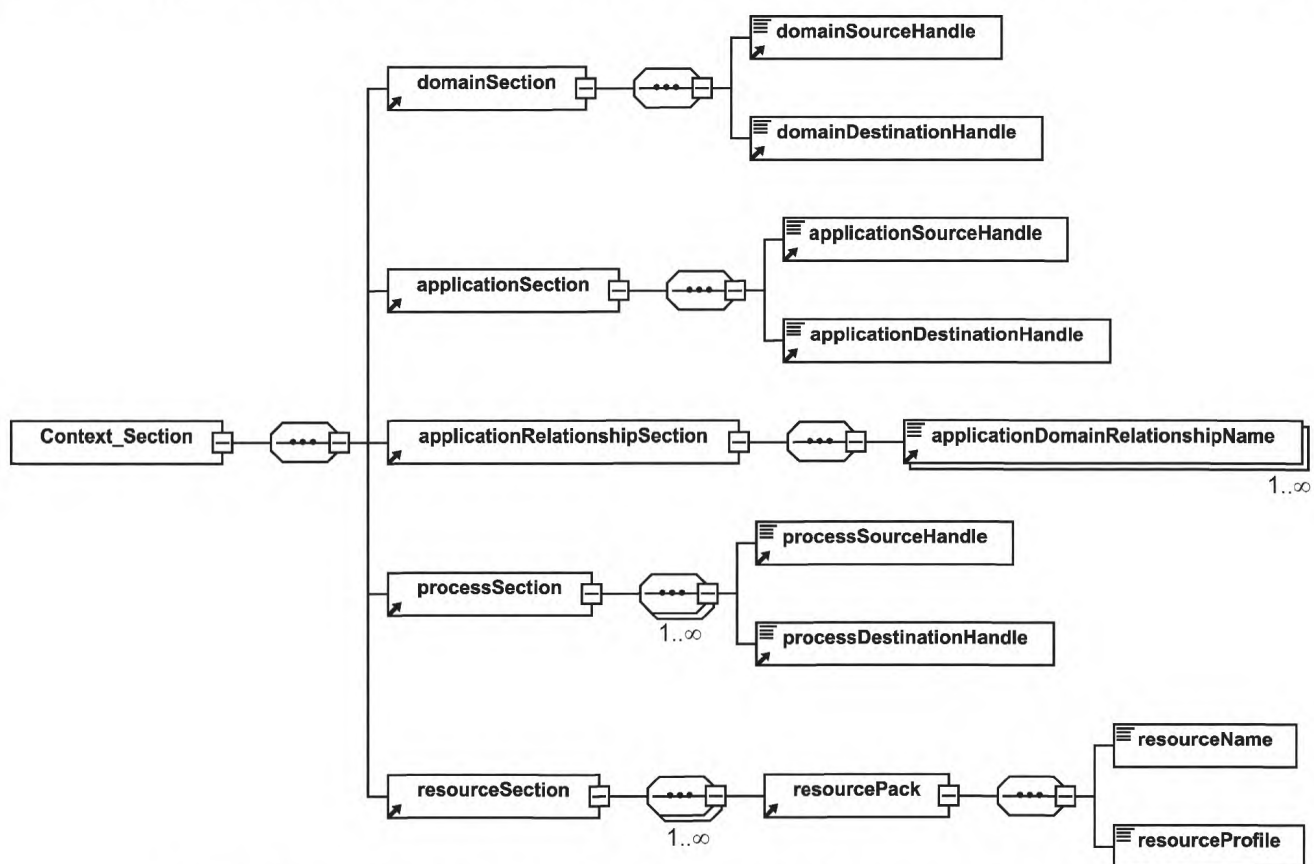 domainSourceHandle
domainSection
domainDestinationHandle
applicationSourceHandle
applicationSection
applicationDestinationHandle
Context_Section
applicationRelationshipSection
applicationDomainRelationshipName
1..∞
processSourceHandle
processSection
1..∞
processDestinationHandle
resourceName
resourceSection
resourcePack
1..∞
resourceProfile